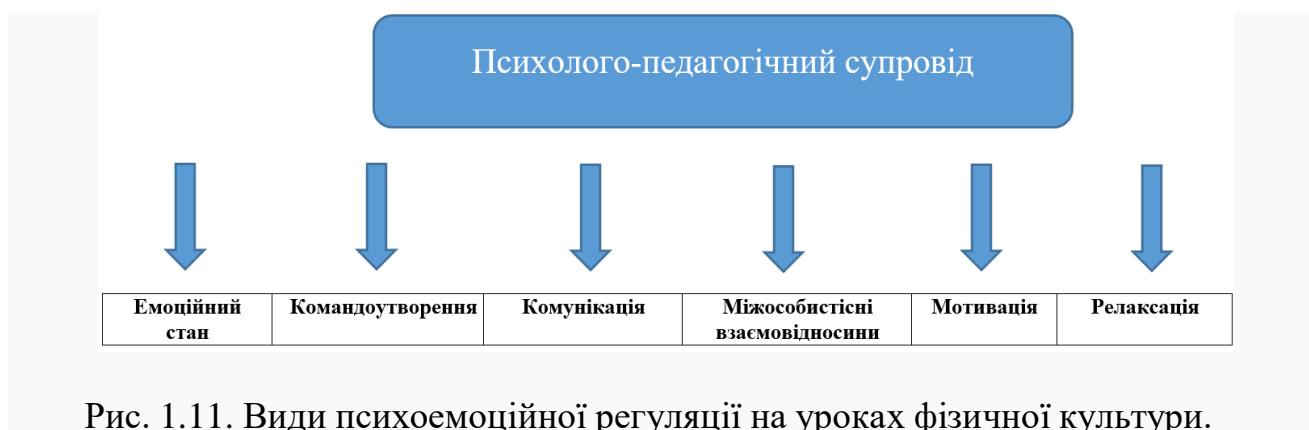 Психолого-педагогічний супровід
Емоційний стан
Командоутворення
Комунікація
Міжособистісні взаємовідносини
Мотивація
Релаксація
Рис. 1.11. Види психоемоційної регуляції на уроках фізичної культури.